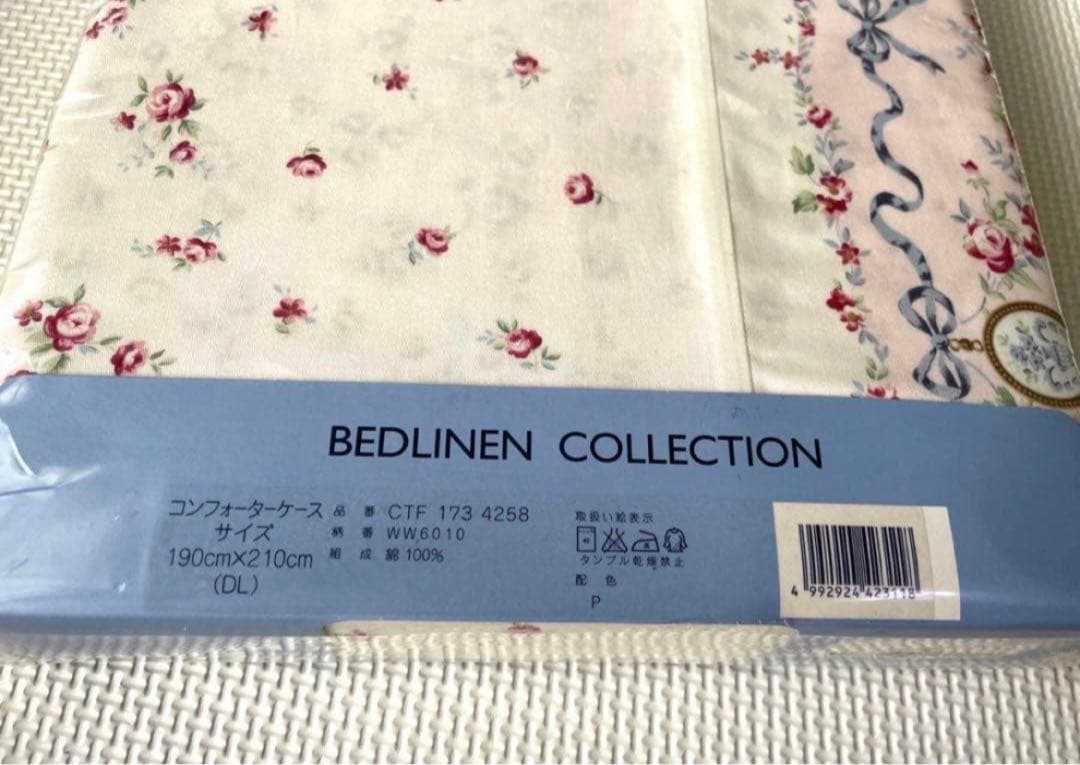 BEDLINEN COLLECTION
コンフォーターケース
サイズ
190cm×210cm
(DL)
品 番 CTF 173 4258
柄 番 WW6010
組 成 綿 100%
取扱い絵表示
タンブル乾燥禁止
配 色
P
4 992924 423118